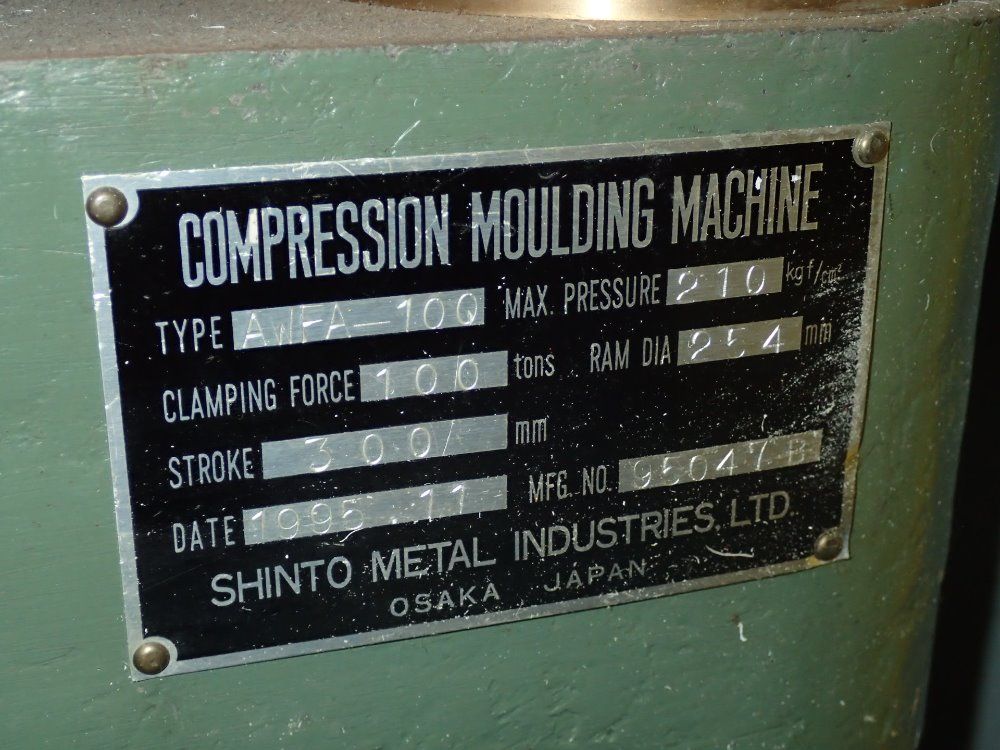 COMPRESSION MOULDING MACHINE
TYPE AWFA-100 MAX. PRESSURE 210 kgf/cm²
CLAMPING FORCE 100 tons RAM DIA 254 mm
STROKE 300/ mm
DATE 1995.11 MFG. NO.
SHINTO METAL INDUSTRIES, LTD.
OSAKA JAPAN